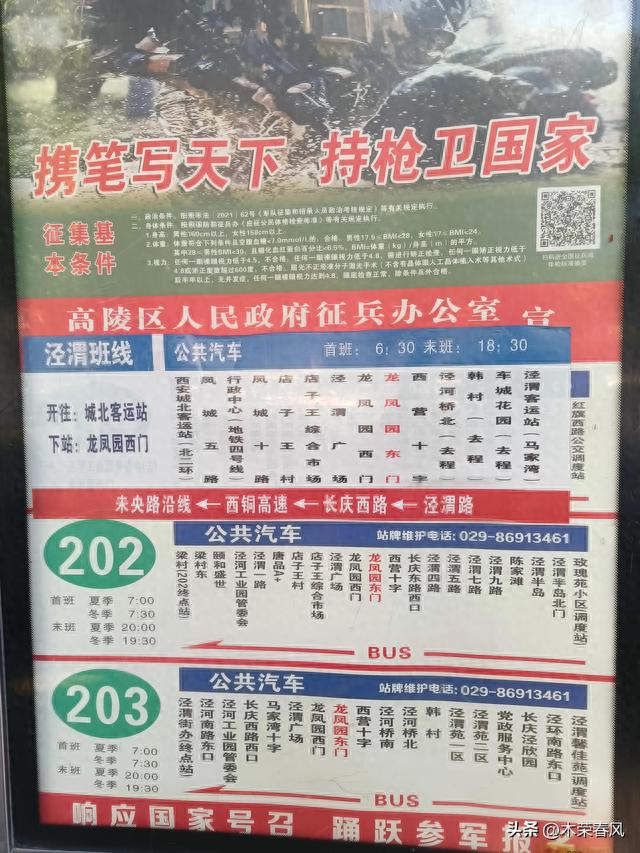 携笔写天下 持枪卫国家
征集基
本条件
高陵区人民政府征兵办公室 宣
泾渭班线
公共汽车
首班: 6:30 末班: 18:30
开往:城北客运站
下站:龙凤园西门
西安城北客运站(北二环)
凤城五路
行政中心(地铁四号线)
凤城十路
店子王村
店子王综合市场
泾渭广场
龙凤园西门
龙凤园东门
西营十字
泾河桥北(去程)
韩村(去程)
车城花园(去程)
泾渭客运站(马家湾)
红旗西路公交调度站
未央路沿线←西铜高速←长庆西路←泾渭路
202
首班 夏季 7:00
冬季 7:30
末班 夏季 20:00
冬季 19:30
公共汽车
站牌维护电话:029-86913461
梁村(202终点站)
梁村东
颐和盛世
泾河工业园管委会
泾渭一路
唐品A+
店子王村
店子王综合市场
泾渭广场
龙凤园西门
龙凤园东门
西营十字
长庆东路西口
泾渭四路
泾渭五路
泾渭七路
泾渭九路
陈家滩
泾渭半岛
泾渭半岛北门
玫瑰苑小区(调度站)
BUS
203
首班 夏季 7:00
冬季 7:30
末班 夏季 20:00
冬季 19:30
公共汽车
站牌维护电话:029-86913461
泾渭街办(终点站)
泾河南路东口
泾河工业园管委会
长庆西路西口
马家湾十字
泾渭广场
龙凤园西门
龙凤园东门
西营十字
泾河桥南
泾河桥北
韩村
泾渭苑一区
泾渭苑二区
党政服务中心
长庆泾欣园
泾环南路东口
泾渭馨佳苑(调度站)
BUS
响应国家号召 踊跃参军报
头条 @木荣春风